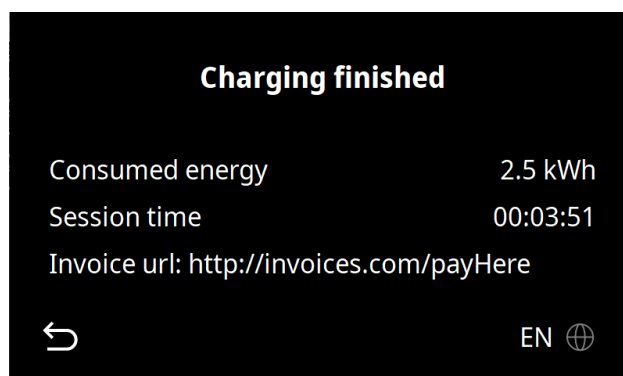 Charging finished
Consumed energy 2.5 kWh
Session time 00:03:51
Invoice url: http://invoices.com/payHere
EN